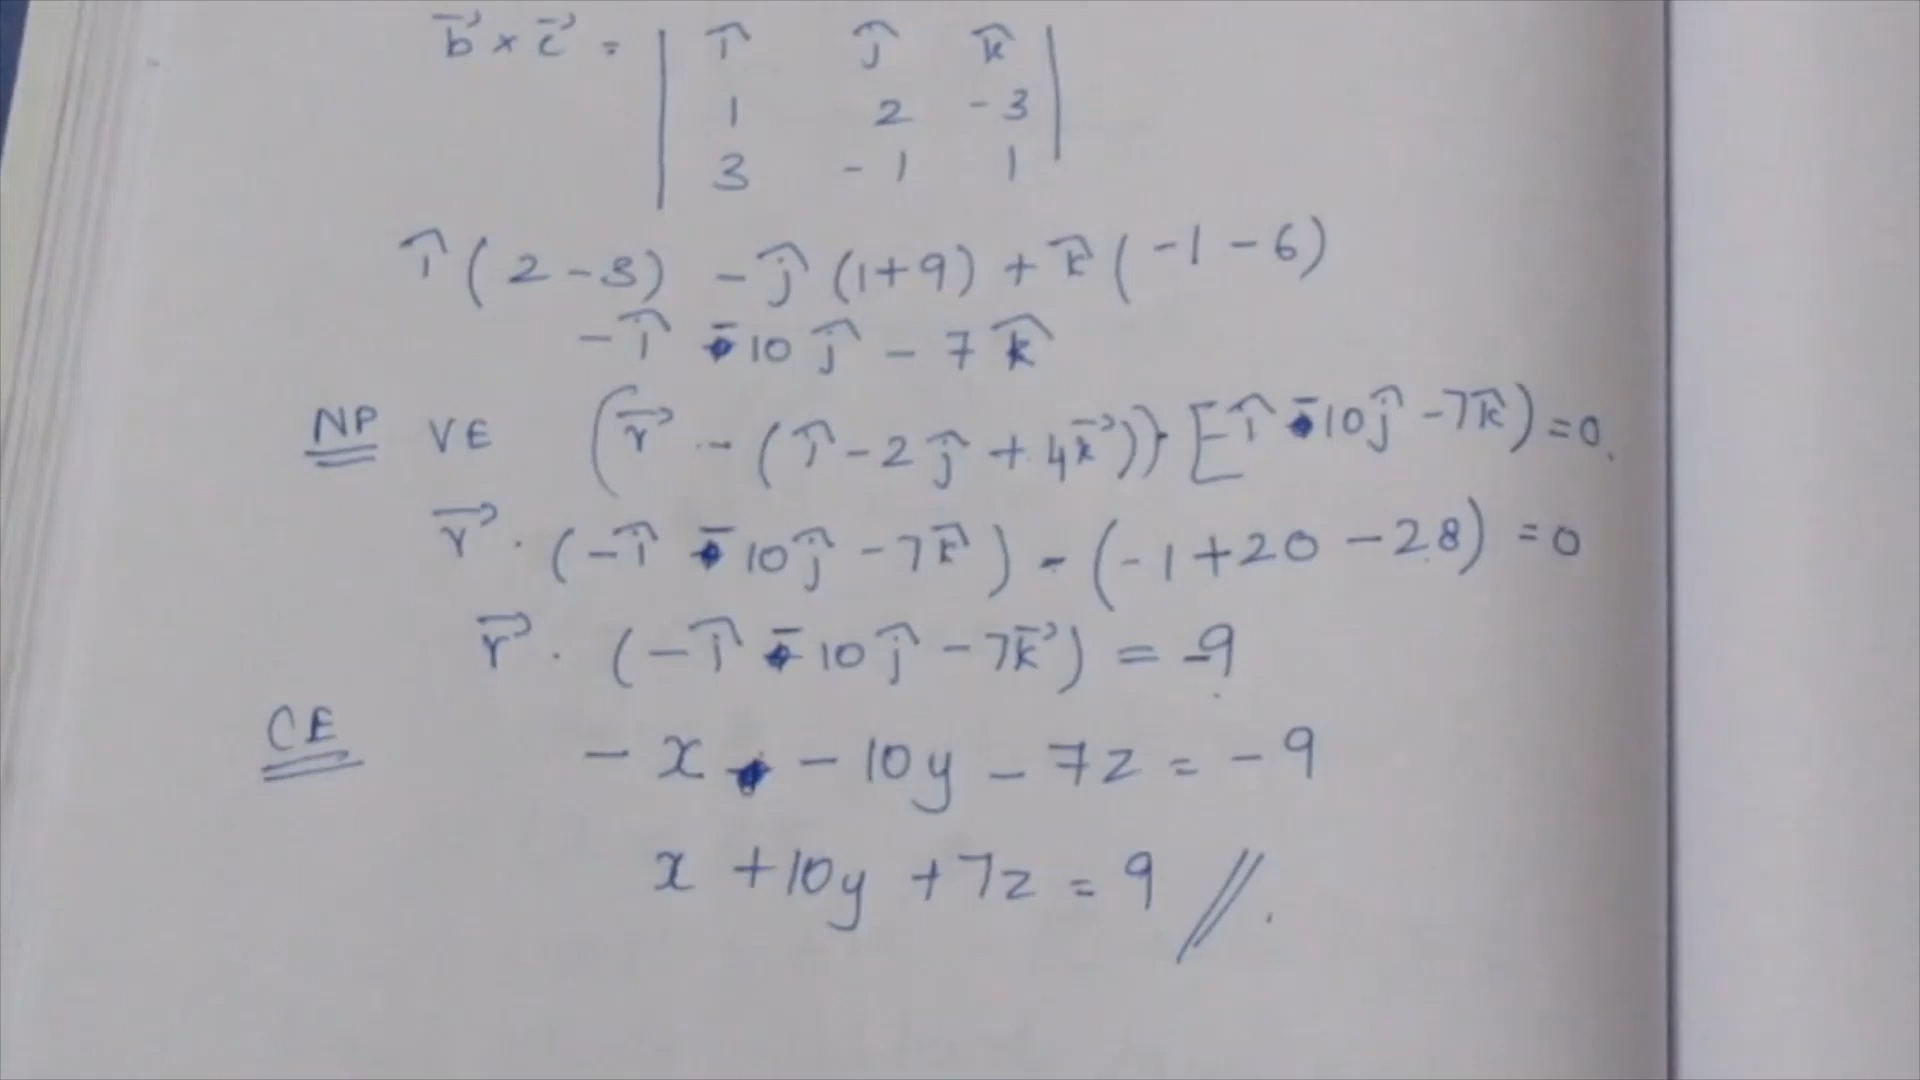 b⃗ × c⃗ = | î ĵ k̂ |
1 2 -3
3 -1 1
î (2-3) - ĵ (1+9) + k̂ (-1-6)
-î - 10ĵ - 7k̂
NP VE (r⃗ - (î - 2ĵ + 4k⃗)) · [-î - 10ĵ - 7k̂) = 0.
r⃗ · (-î - 10ĵ - 7k̂) - (-1 + 20 - 28) = 0
r⃗ · (-î - 10ĵ - 7k⃗) = -9
CE -x - 10y - 7z = -9
x + 10y + 7z = 9 //.